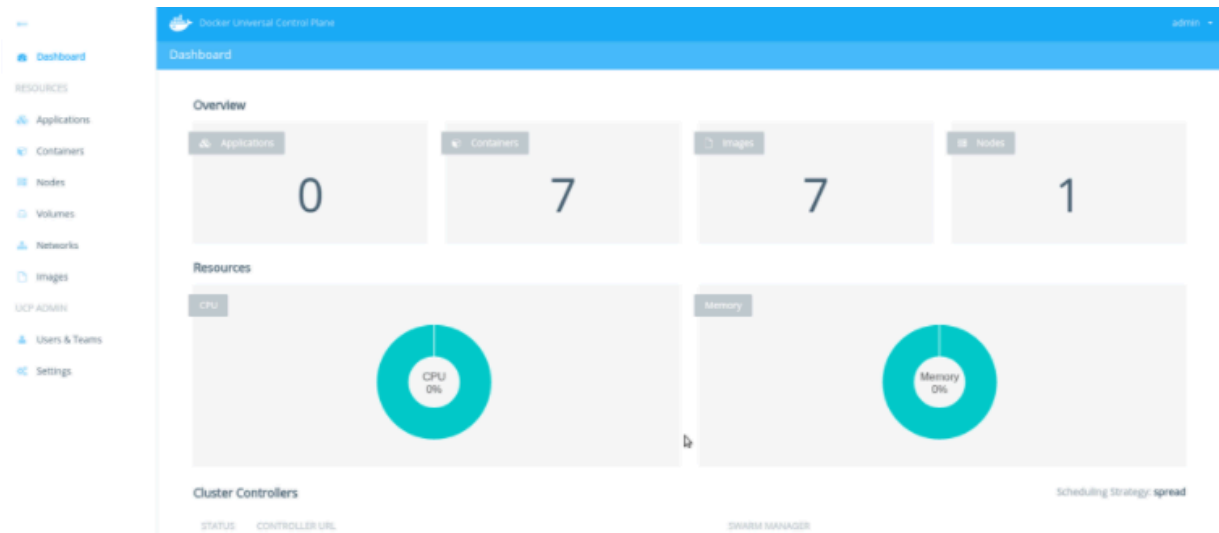 Docker Universal Control Plane
admin
Dashboard
Dashboard
RESOURCES
Applications
Containers
Nodes
Volumes
Networks
Images
UCP ADMIN
Users & Teams
Settings
Overview
Applications
0
Containers
7
Images
7
Nodes
1
Resources
CPU
CPU
0%
Memory
Memory
0%
Cluster Controllers
Scheduling Strategy: spread
STATUS CONTROLLER URL SWARM MANAGER